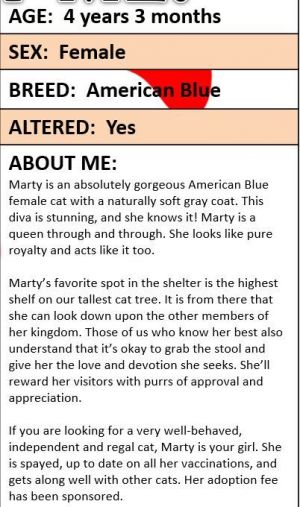 AGE: 4 years 3 months
SEX: Female
BREED: American Blue
ALTERED: Yes
ABOUT ME:
Marty is an absolutely gorgeous American Blue
female cat with a naturally soft gray coat. This
diva is stunning, and she knows it! Marty is a
queen through and through. She looks like pure
royalty and acts like it too.
Marty's favorite spot in the shelter is the highest
shelf on our tallest cat tree. It is from there that
she can look down upon the other members of
her kingdom. Those of us who know her best also
understand that it's okay to grab the stool and
give her the love and devotion she seeks. She'll
reward her visitors with purrs of approval and
appreciation.
If you are looking for a very well-behaved,
independent and regal cat, Marty is your girl. She
is spayed, up to date on all her vaccinations, and
gets along well with other cats. Her adoption fee
has been sponsored.